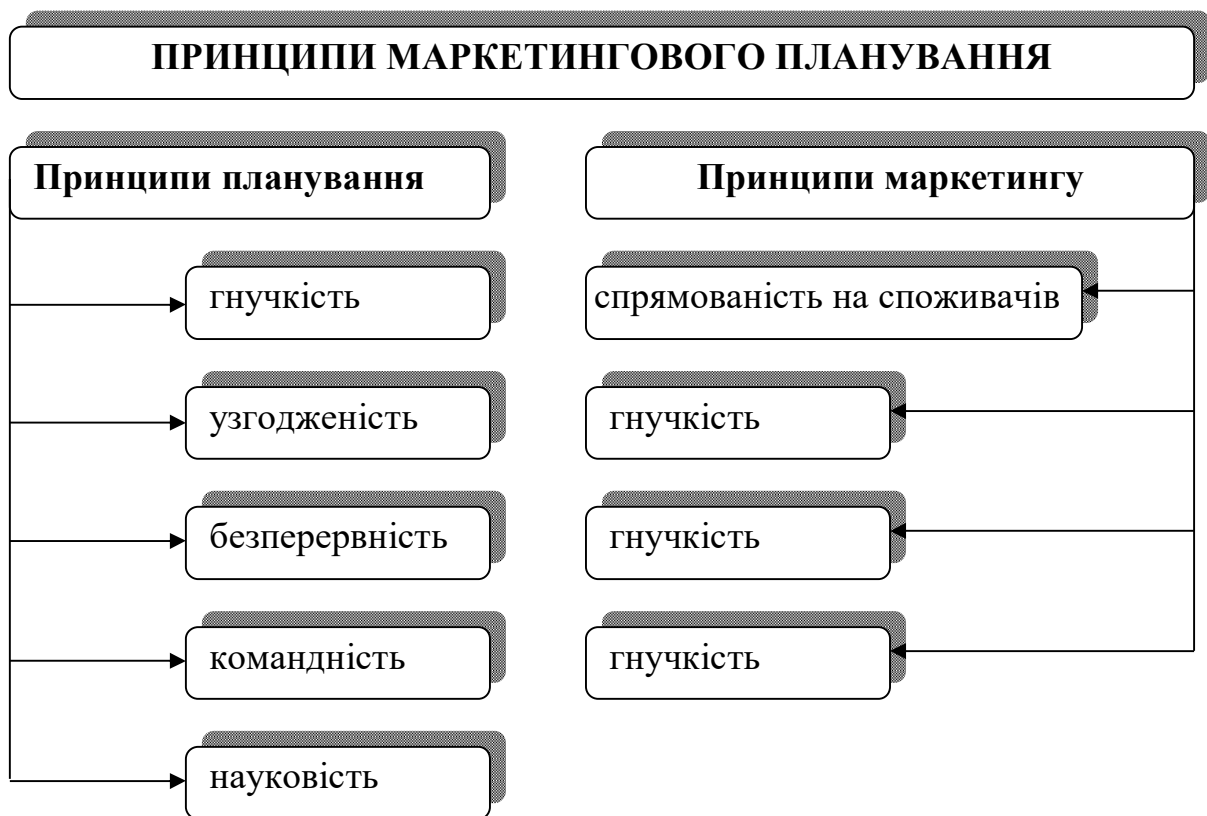 ПРИНЦИПИ МАРКЕТИНГОВОГО ПЛАНУВАННЯ
Принципи планування
гнучкість
узгодженість
безперервність
командність
науковість
Принципи маркетингу
спрямованість на споживачів
гнучкість
гнучкість
гнучкість